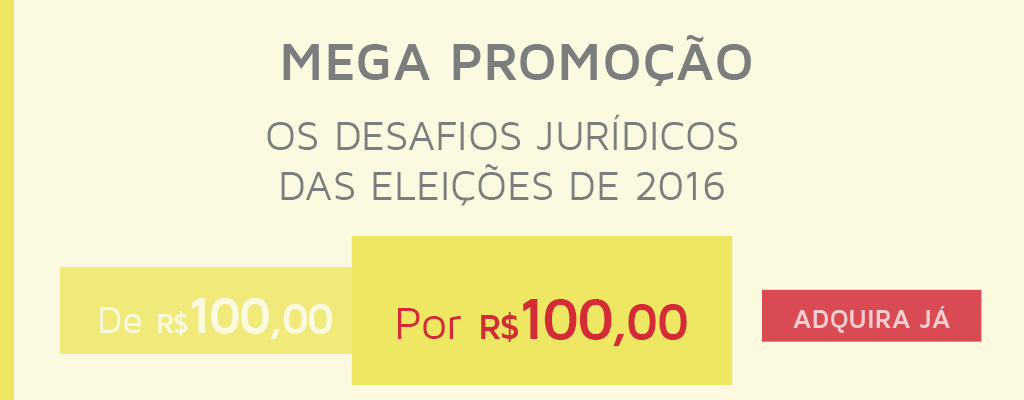 MEGA PROMOÇÃO
OS DESAFIOS JURÍDICOS
DAS ELEIÇÕES DE 2016
De R$100,00
Por R$100,00
ADQUIRA JÁ